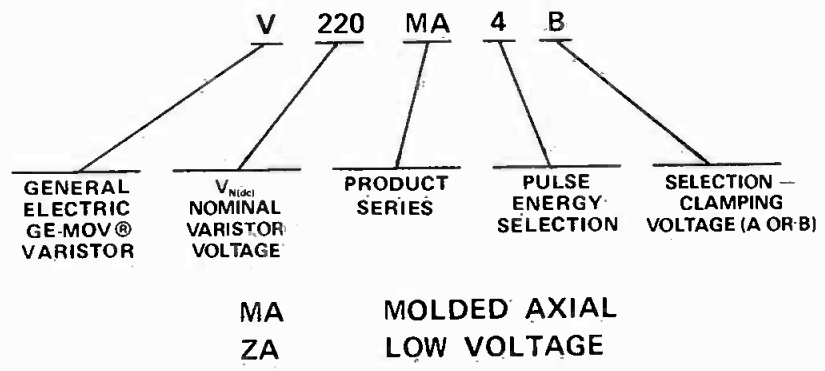 V 220 MA 4 B
GENERAL
ELECTRIC
GE-MOV®
VARISTOR
V_N(dc)
NOMINAL
VARISTOR
VOLTAGE
PRODUCT
SERIES
PULSE
ENERGY
SELECTION
SELECTION —
CLAMPING
VOLTAGE (A OR B)
MA MOLDED AXIAL
ZA LOW VOLTAGE